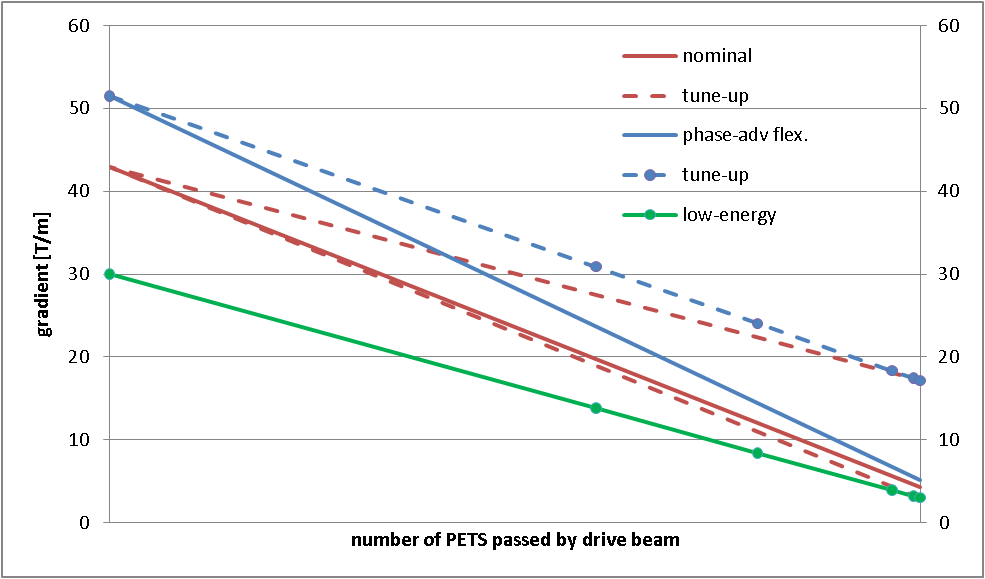 60
50
40
30
20
10
0
gradient [T/m]
nominal
tune-up
phase-adv flex.
tune-up
low-energy
60
50
40
30
20
10
0
number of PETS passed by drive beam